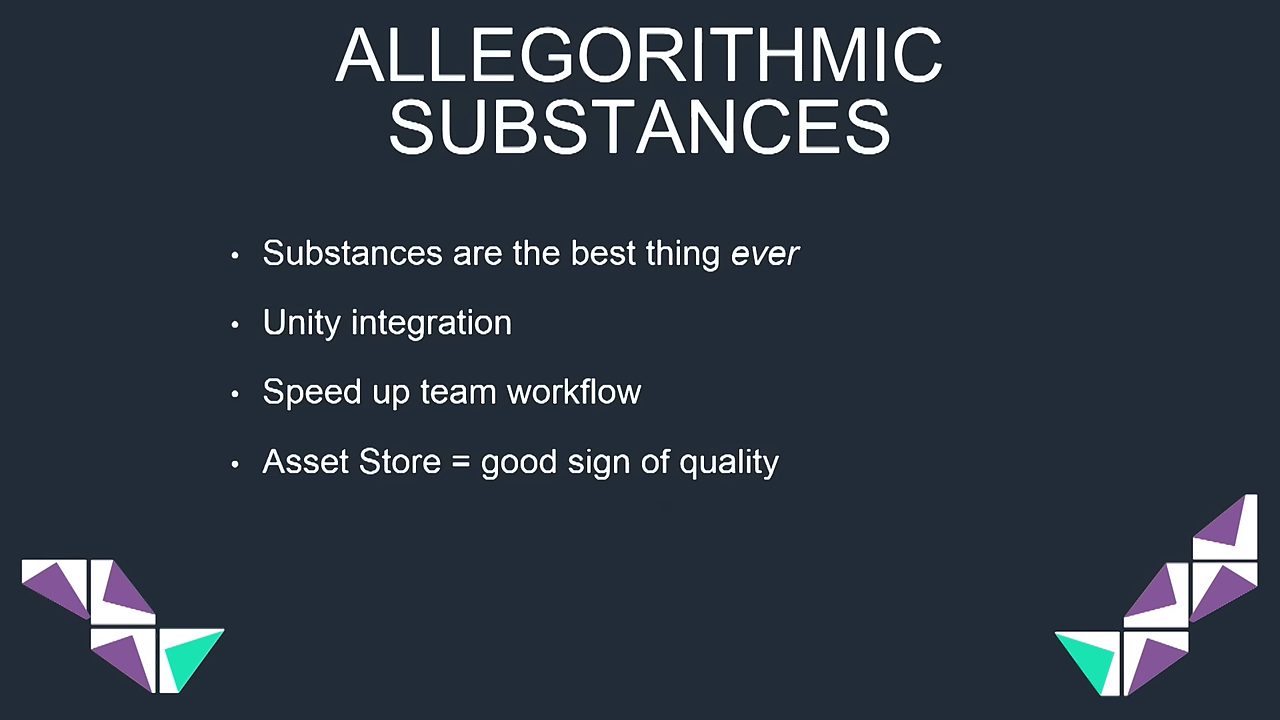 ALLEGORITHMIC
SUBSTANCES
• Substances are the best thing ever
• Unity integration
• Speed up team workflow
• Asset Store = good sign of quality